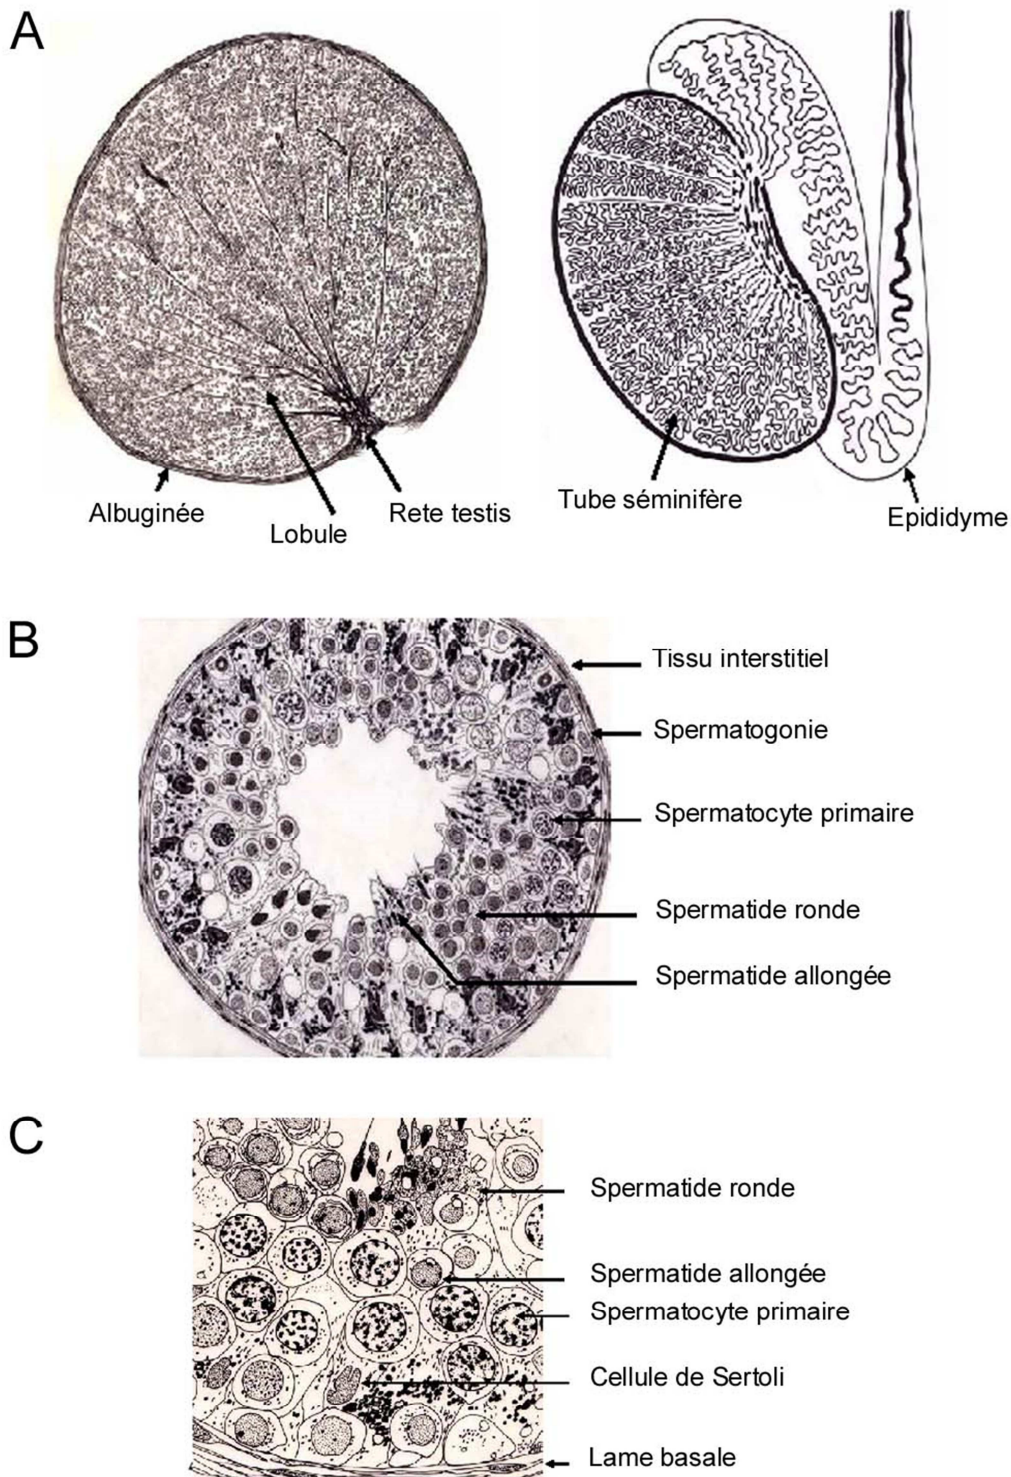 A
Albuginée
Lobule
Rete testis
Tube séminifère
Epididyme
B
Tissu interstitiel
Spermatogonie
Spermatocyte primaire
Spermatide ronde
Spermatide allongée
C
Spermatide ronde
Spermatide allongée
Spermatocyte primaire
Cellule de Sertoli
Lame basale